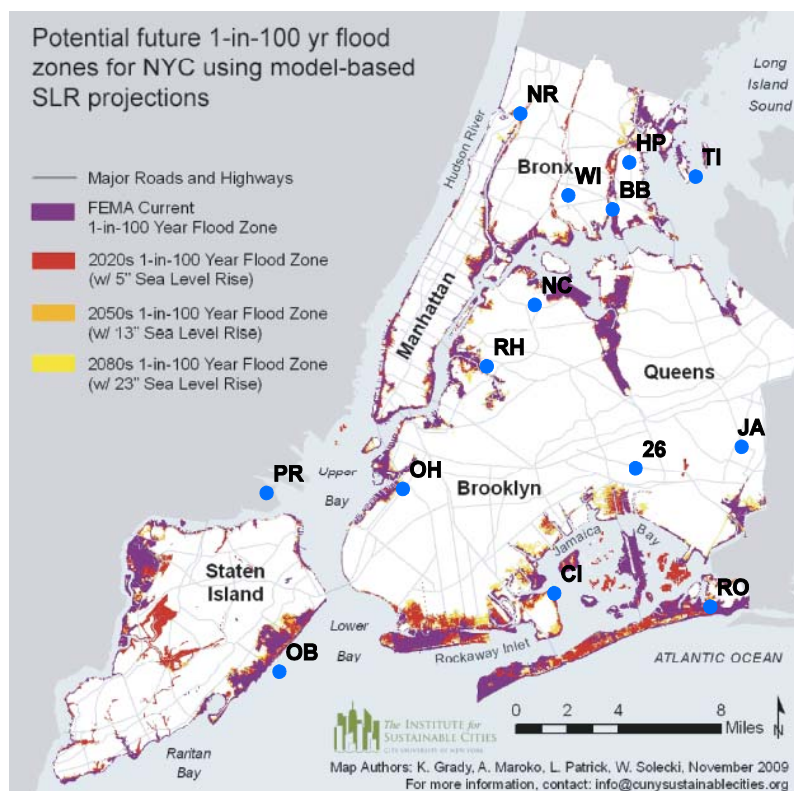 Potential future 1-in-100 yr flood
zones for NYC using model-based
SLR projections
Major Roads and Highways
FEMA Current
1-in-100 Year Flood Zone
2020s 1-in-100 Year Flood Zone
(w/ 5" Sea Level Rise)
2050s 1-in-100 Year Flood Zone
(w/ 13" Sea Level Rise)
2080s 1-in-100 Year Flood Zone
(w/ 23" Sea Level Rise)
Long
Island
Sound
Hudson River
NR
HP
TI
Bronx
WI
BB
Manhattan
NC
RH
Queens
JA
26
PR
Upper
Bay
OH
Brooklyn
Jamaica
Bay
Staten
Island
CI
RO
Lower
Bay
Rockaway Inlet
OB
ATLANTIC OCEAN
Raritan
Bay
The INSTITUTE for
SUSTAINABLE CITIES
CITY UNIVERSITY OF NEW YORK
0 2 4 8
Miles
N
Map Authors: K. Grady, A. Maroko, L. Patrick, W. Solecki, November 2009
For more information, contact: info@cunysustainablecities.org